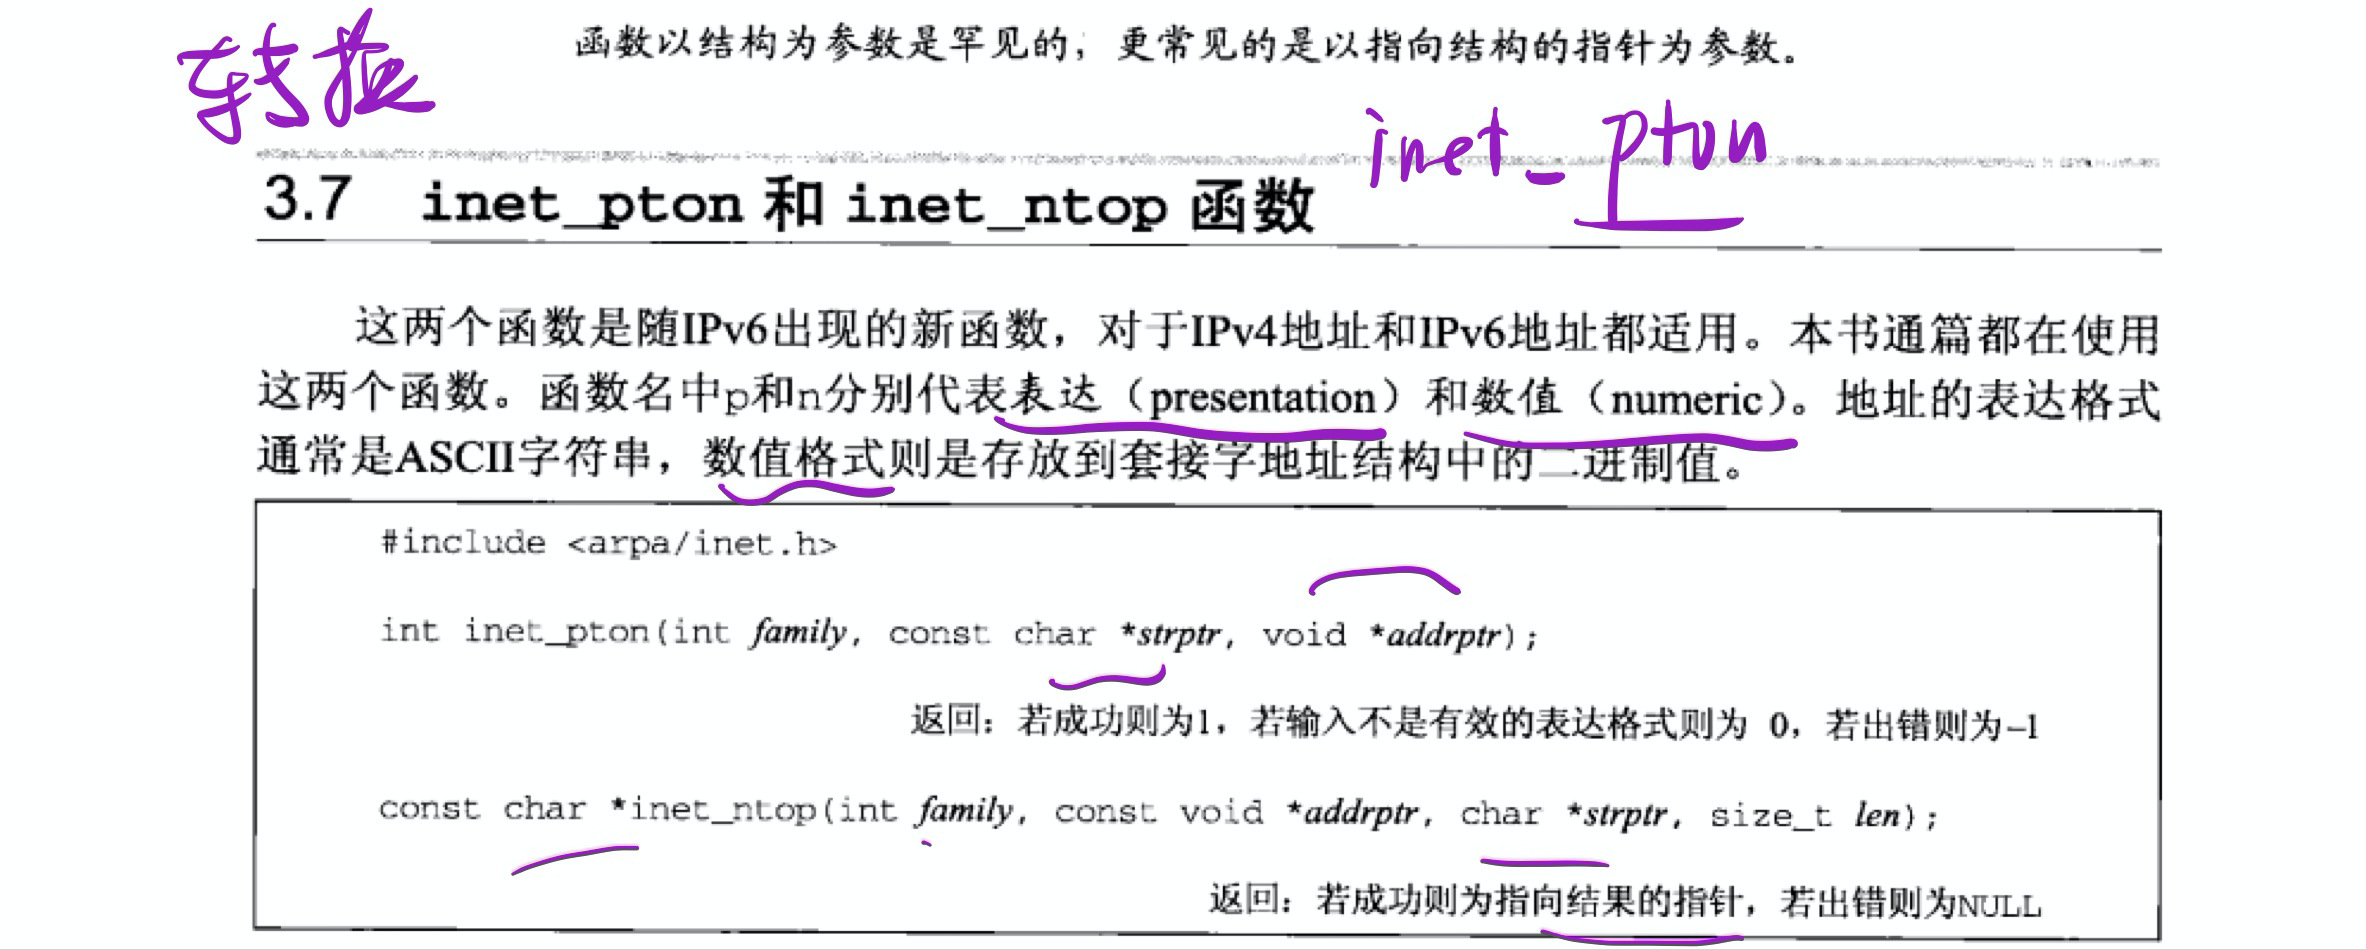 函数以结构为参数是罕见的，更常见的是以指向结构的指针为参数。
转换
inet_pton
3.7 inet_pton 和 inet_ntop 函数
这两个函数是随IPv6出现的新函数，对于IPv4地址和IPv6地址都适用。本书通篇都在使用
这两个函数。函数名中p和n分别代表表达（presentation）和数值（numeric）。地址的表达格式
通常是ASCII字符串，数值格式则是存放到套接字地址结构中的二进制值。
#include <arpa/inet.h>
int inet_pton(int family, const char *strptr, void *addrptr);
返回：若成功则为1，若输入不是有效的表达格式则为 0，若出错则为-1
const char *inet_ntop(int family, const void *addrptr, char *strptr, size_t len);
返回：若成功则为指向结果的指针，若出错则为NULL